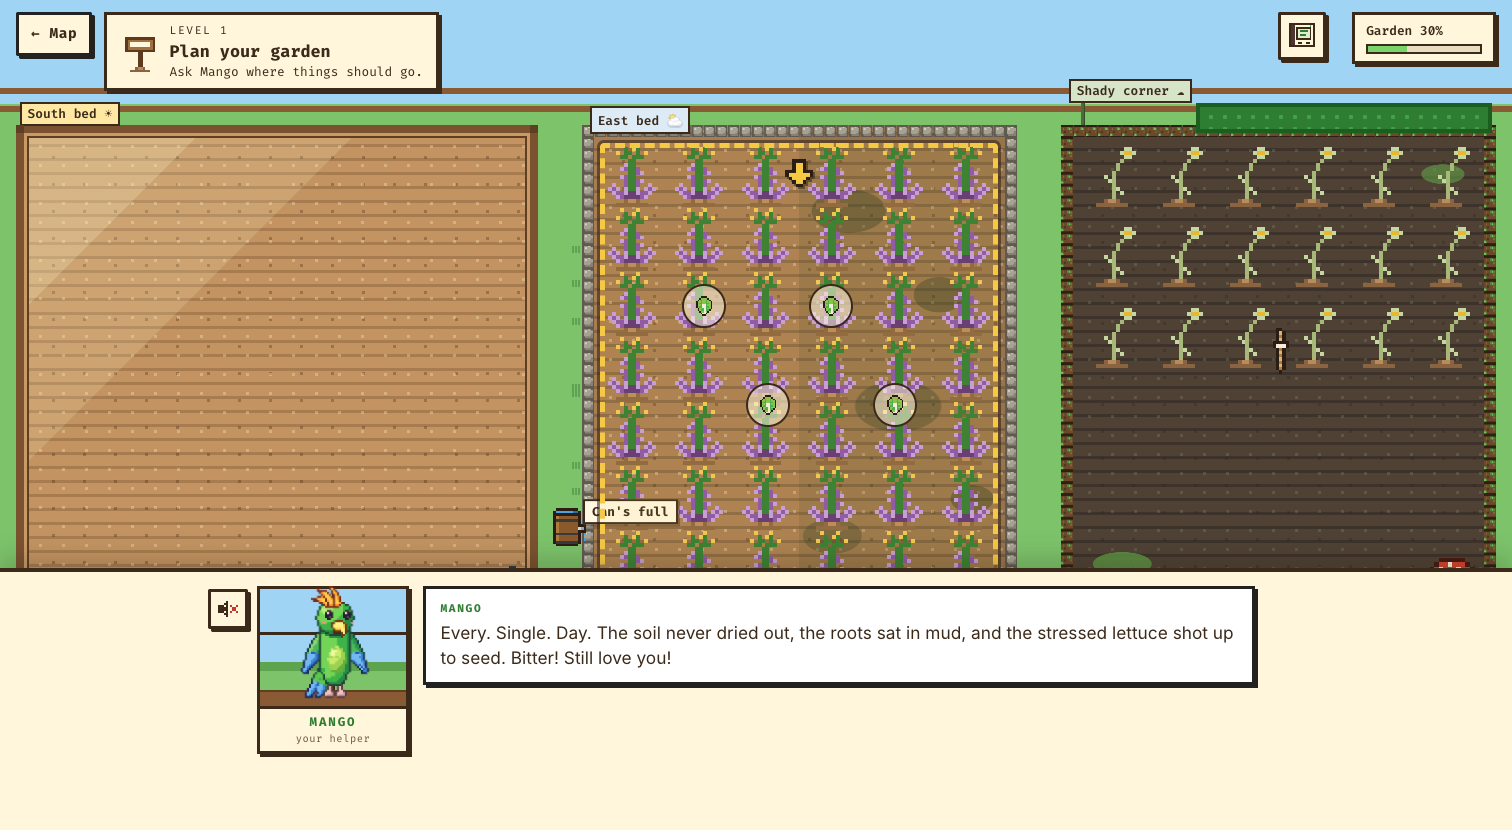 ← Map
LEVEL 1
Plan your garden
Ask Mango where things should go.
Garden 30%
South bed ☀
East bed ⛅
Shady corner ☁
Can's full
MANGO
your helper
MANGO
Every. Single. Day. The soil never dried out, the roots sat in mud, and the stressed lettuce shot up
to seed. Bitter! Still love you!